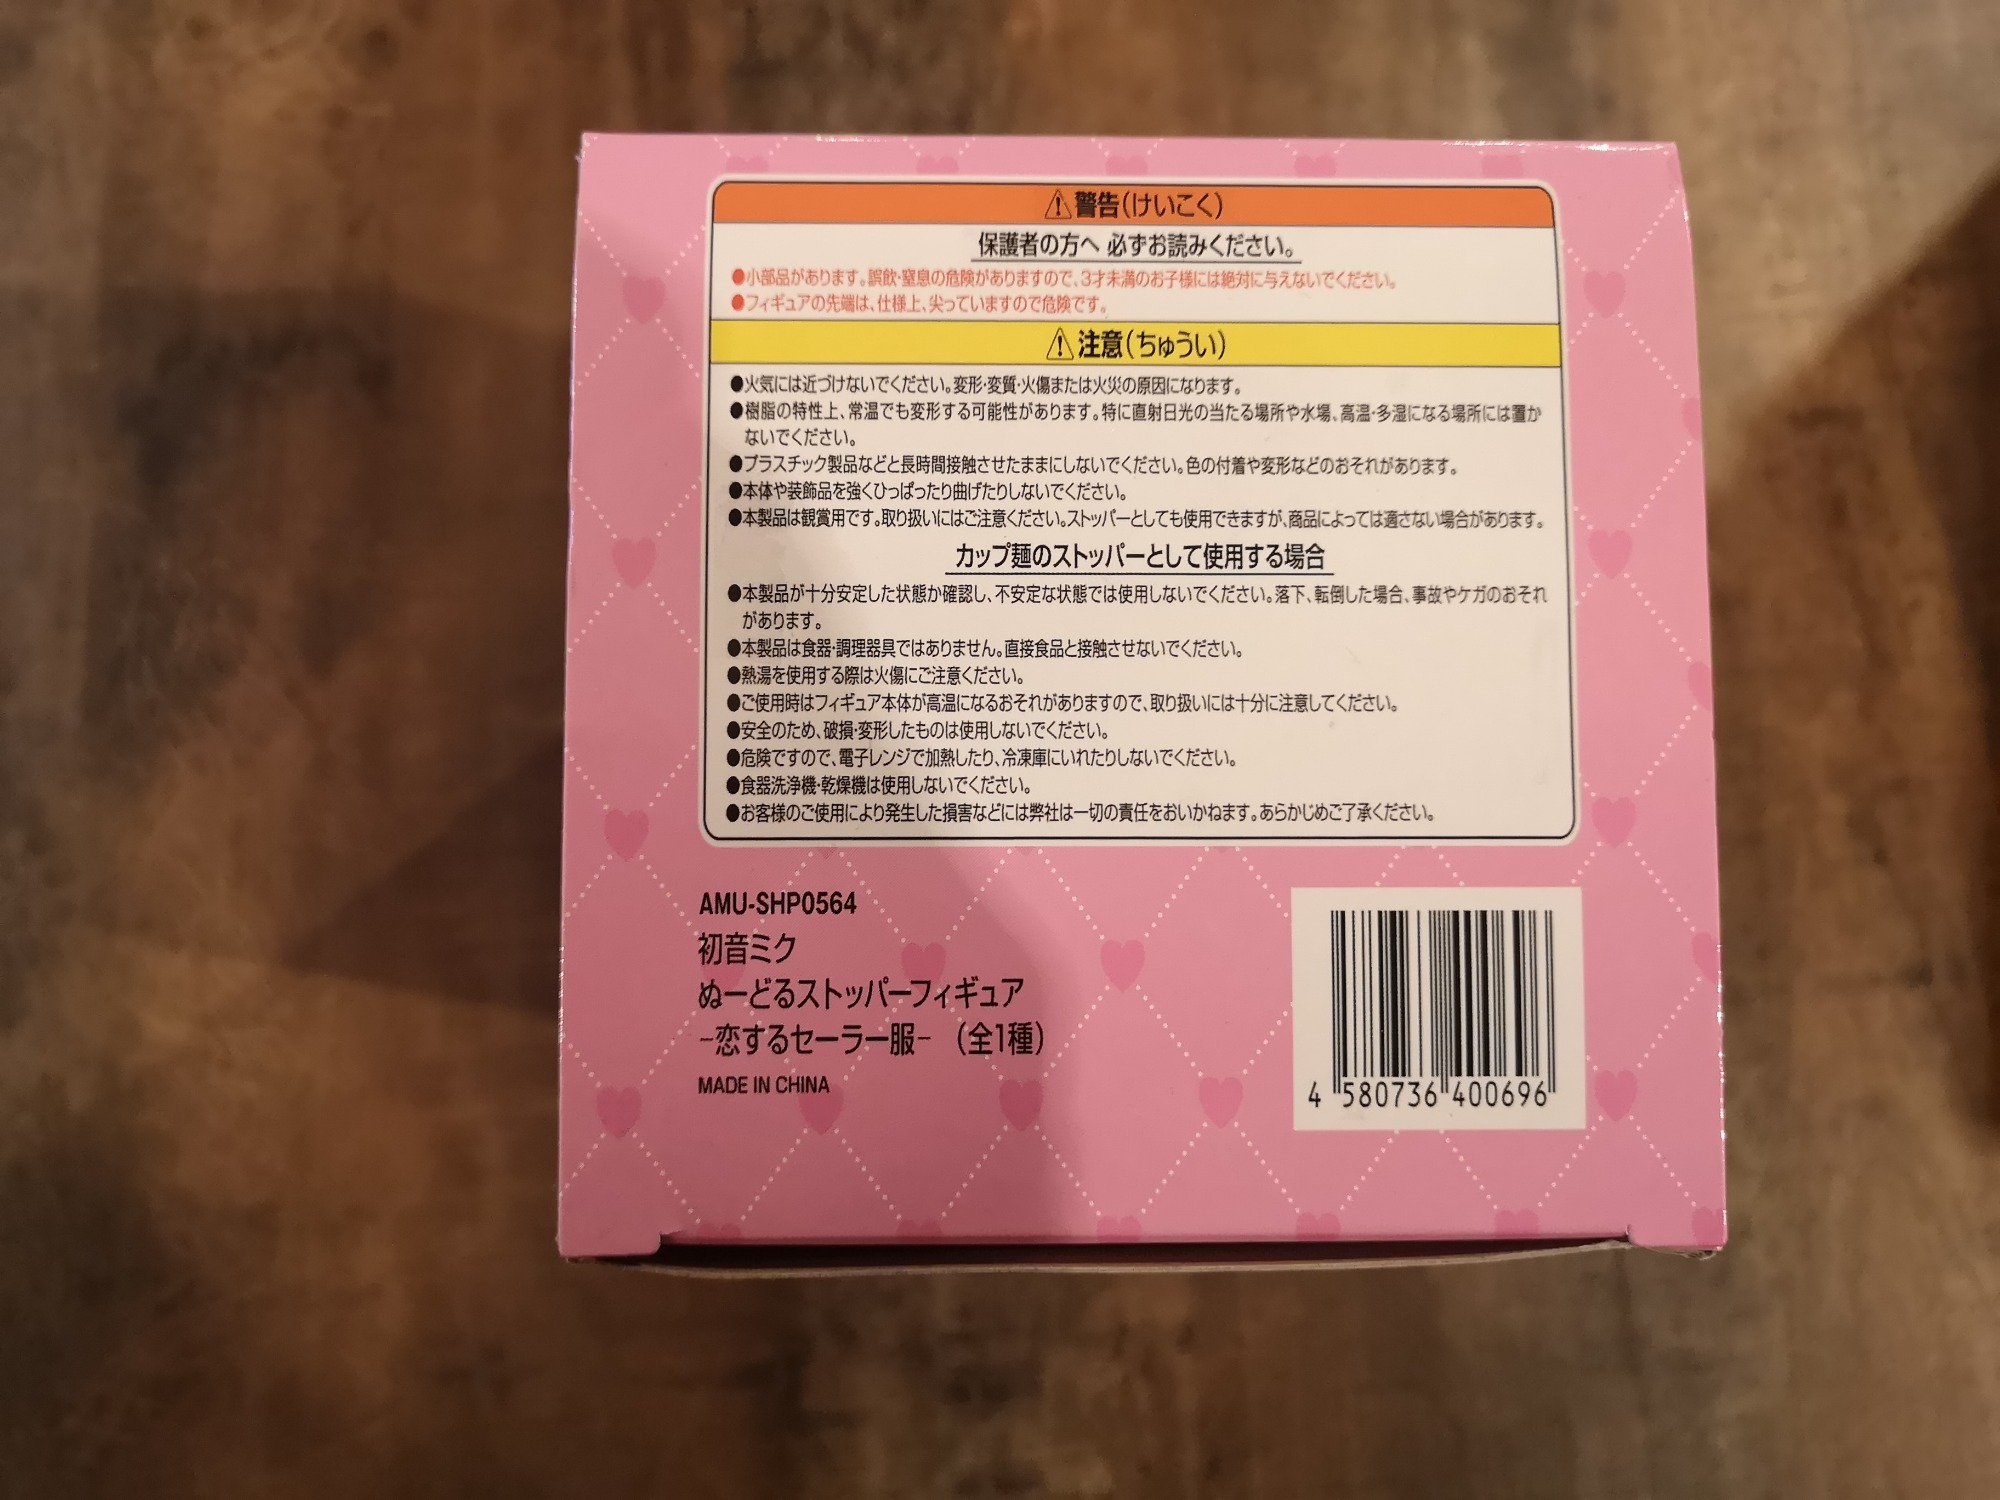 ⚠警告(けいこく)
保護者の方へ 必ずお読みください。
●小部品があります。誤飲・窒息の危険がありますので、3才未満のお子様には絶対に与えないでください。
●フィギュアの先端は、仕様上、尖っていますので危険です。
⚠注意(ちゅうい)
●火気には近づけないでください。変形・変質・火傷または火災の原因になります。
●樹脂の特性上、常温でも変形する可能性があります。特に直射日光の当たる場所や水場、高温・多湿になる場所には置か
ないでください。
●プラスチック製品などと長時間接触させたままにしないでください。色の付着や変形などのおそれがあります。
●本体や装飾品を強くひっぱったり曲げたりしないでください。
●本製品は観賞用です。取り扱いにはご注意ください。ストッパーとしても使用できますが、商品によっては適さない場合があります。
カップ麺のストッパーとして使用する場合
●本製品が十分安定した状態か確認し、不安定な状態では使用しないでください。落下、転倒した場合、事故やケガのおそれ
があります。
●本製品は食器・調理器具ではありません。直接食品と接触させないでください。
●熱湯を使用する際は火傷にご注意ください。
●ご使用時はフィギュア本体が高温になるおそれがありますので、取り扱いには十分に注意してください。
●安全のため、破損・変形したものは使用しないでください。
●危険ですので、電子レンジで加熱したり、冷凍庫にいれたりしないでください。
●食器洗浄機・乾燥機は使用しないでください。
●お客様のご使用により発生した損害などには弊社は一切の責任をおいかねます。あらかじめご了承ください。
AMU-SHP0564
初音ミク
ぬーどるストッパーフィギュア
-恋するセーラー服- (全1種)
MADE IN CHINA
4 580736 400696